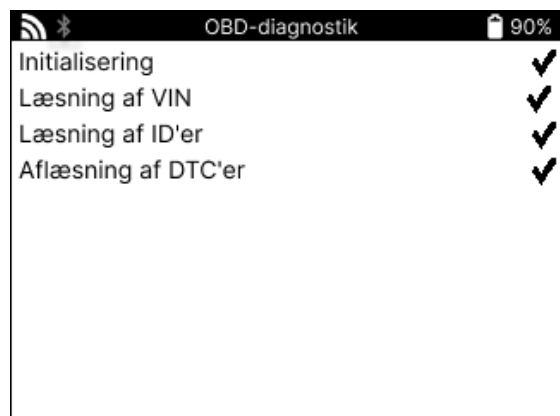 OBD-diagnostik 90%
Initialisering
Læsning af VIN
Læsning af ID'er
Aflæsning af DTC'er